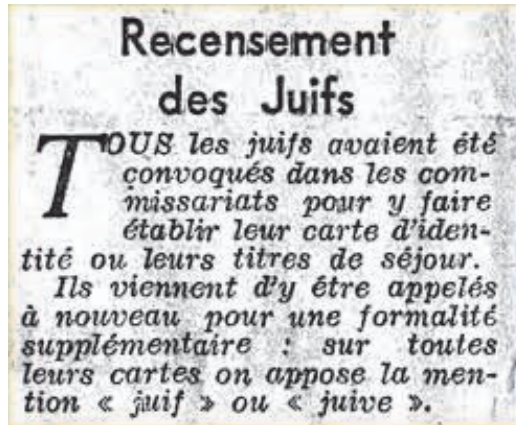 Recensement
des Juifs
TOUS les juifs avaient été
convoqués dans les com-
missariats pour y faire
établir leur carte d'iden-
tité ou leurs titres de séjour.
Ils viennent d'y être appelés
à nouveau pour une formalité
supplémentaire : sur toutes
leurs cartes on appose la men-
tion « juif » ou « juive ».